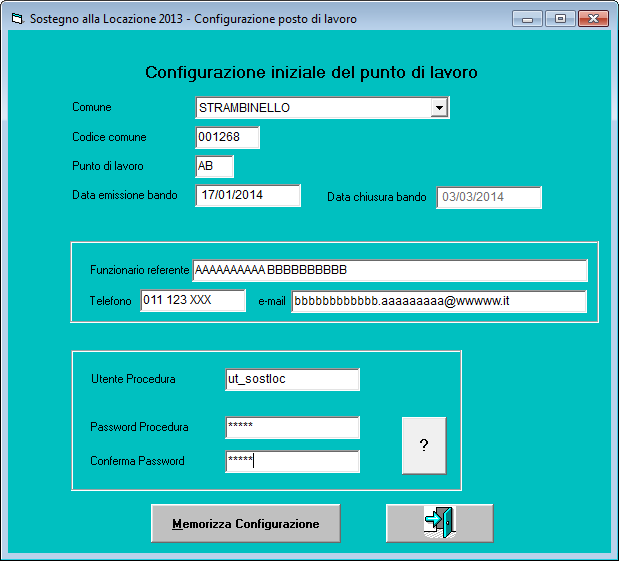 Sostegno alla Locazione 2013 - Configurazione posto di lavoro
Configurazione iniziale del punto di lavoro
Comune STRAMBINELLO
Codice comune 001268
Punto di lavoro AB
Data emissione bando 17/01/2014 Data chiusura bando 03/03/2014
Funzionario referente AAAAAAAAAA BBBBBBBBBB
Telefono 011 123 XXX e-mail bbbbbbbbbbbb.aaaaaaaaa@wwwww.it
Utente Procedura ut_sostloc
Password Procedura *****
?
Conferma Password *****
Memorizza Configurazione